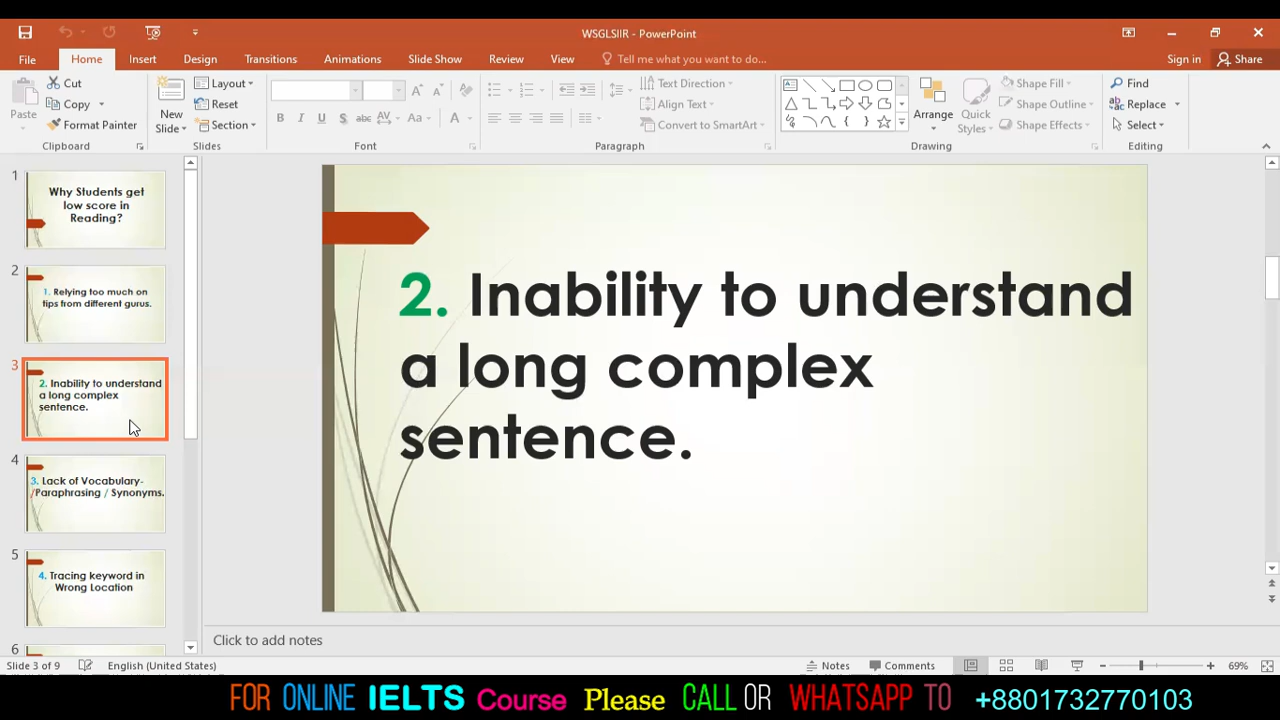 WSGLSIIR - PowerPoint
File Home Insert Design Transitions Animations Slide Show Review View Tell me what you want to do... Sign in Share
Paste
Cut
Copy
Format Painter
Clipboard
New
Slide
Layout
Reset
Section
Slides
B I U S abc AV Aa A
Font
Paragraph
Text Direction
Align Text
Convert to SmartArt
Arrange
Quick
Styles
Shape Fill
Shape Outline
Shape Effects
Drawing
Find
Replace
Select
Editing
1
Why Students get
low score in
Reading?
2
1. Relying too much on
tips from different gurus.
3
2. Inability to understand
a long complex
sentence.
4
3. Lack of Vocabulary-
/Paraphrasing / Synonyms.
5
4. Tracing keyword in
Wrong Location
6
2. Inability to understand
a long complex
sentence.
Click to add notes
Slide 3 of 9 English (United States) Notes Comments 69%
FOR ONLINE IELTS Course Please CALL OR WHATSAPP TO +8801732770103